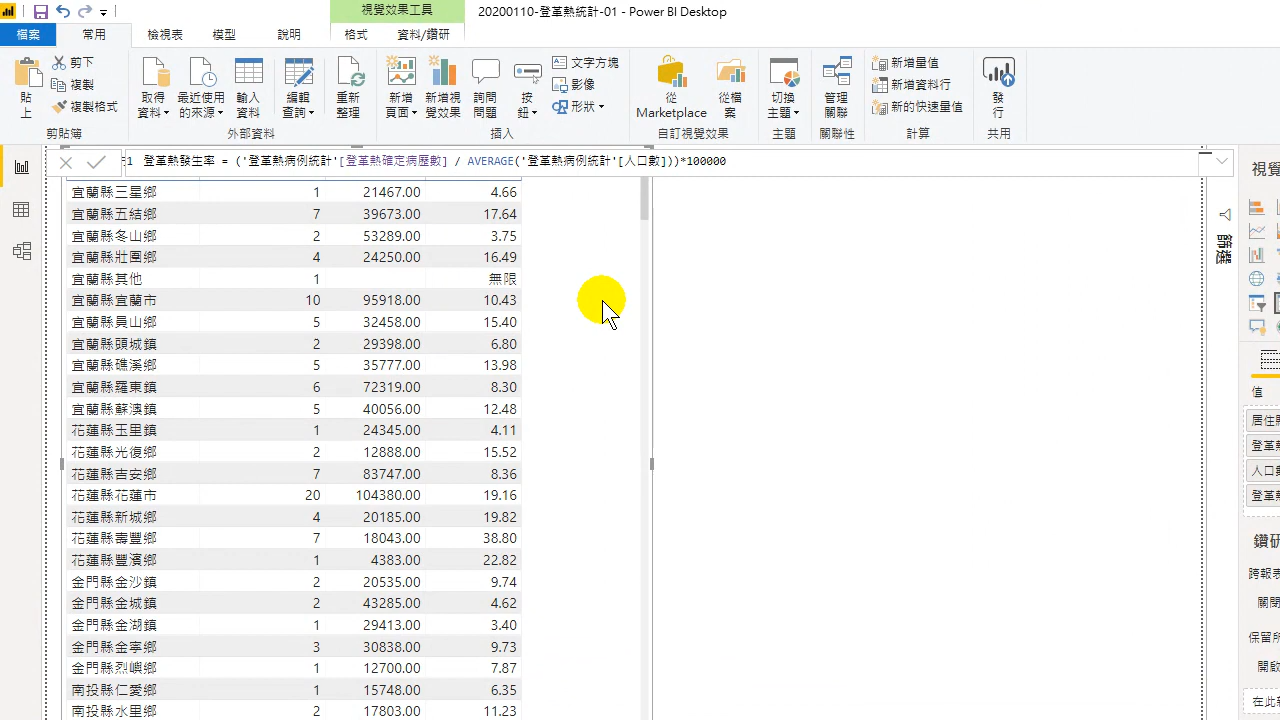 視覺效果工具
20200110-登革熱統計-01 - Power BI Desktop
檔案 常用 檢視表 模型 說明 格式 資料/鑽研
剪下
複製
複製格式
貼上
剪貼簿
取得資料
最近使用的來源
輸入資料
編輯查詢
重新整理
外部資料
新增頁面
新增視覺效果
詢問問題
按鈕
文字方塊
影像
形狀
插入
從 Marketplace
從檔案
自訂視覺效果
切換主題
主題
管理關聯
關聯性
新增量值
新增資料行
新的快速量值
計算
發行
共用
1 登革熱發生率 = ('登革熱病例統計'[登革熱確定病歷數] / AVERAGE('登革熱病例統計'[人口數]))*100000
宜蘭縣三星鄉 1 21467.00 4.66
宜蘭縣五結鄉 7 39673.00 17.64
宜蘭縣冬山鄉 2 53289.00 3.75
宜蘭縣壯圍鄉 4 24250.00 16.49
宜蘭縣其他 1 無限
宜蘭縣宜蘭市 10 95918.00 10.43
宜蘭縣員山鄉 5 32458.00 15.40
宜蘭縣頭城鎮 2 29398.00 6.80
宜蘭縣礁溪鄉 5 35777.00 13.98
宜蘭縣羅東鎮 6 72319.00 8.30
宜蘭縣蘇澳鎮 5 40056.00 12.48
花蓮縣玉里鎮 1 24345.00 4.11
花蓮縣光復鄉 2 12888.00 15.52
花蓮縣吉安鄉 7 83747.00 8.36
花蓮縣花蓮市 20 104380.00 19.16
花蓮縣新城鄉 4 20185.00 19.82
花蓮縣壽豐鄉 7 18043.00 38.80
花蓮縣豐濱鄉 1 4383.00 22.82
金門縣金沙鎮 2 20535.00 9.74
金門縣金城鎮 2 43285.00 4.62
金門縣金湖鎮 1 29413.00 3.40
金門縣金寧鄉 3 30838.00 9.73
金門縣烈嶼鄉 1 12700.00 7.87
南投縣仁愛鄉 1 15748.00 6.35
南投縣水里鄉 2 17803.00 11.23
篩選
視覺
值
居住
登革熱
人口數
登革熱
鑽研
跨報表
關閉
保留所
開啟
在此新